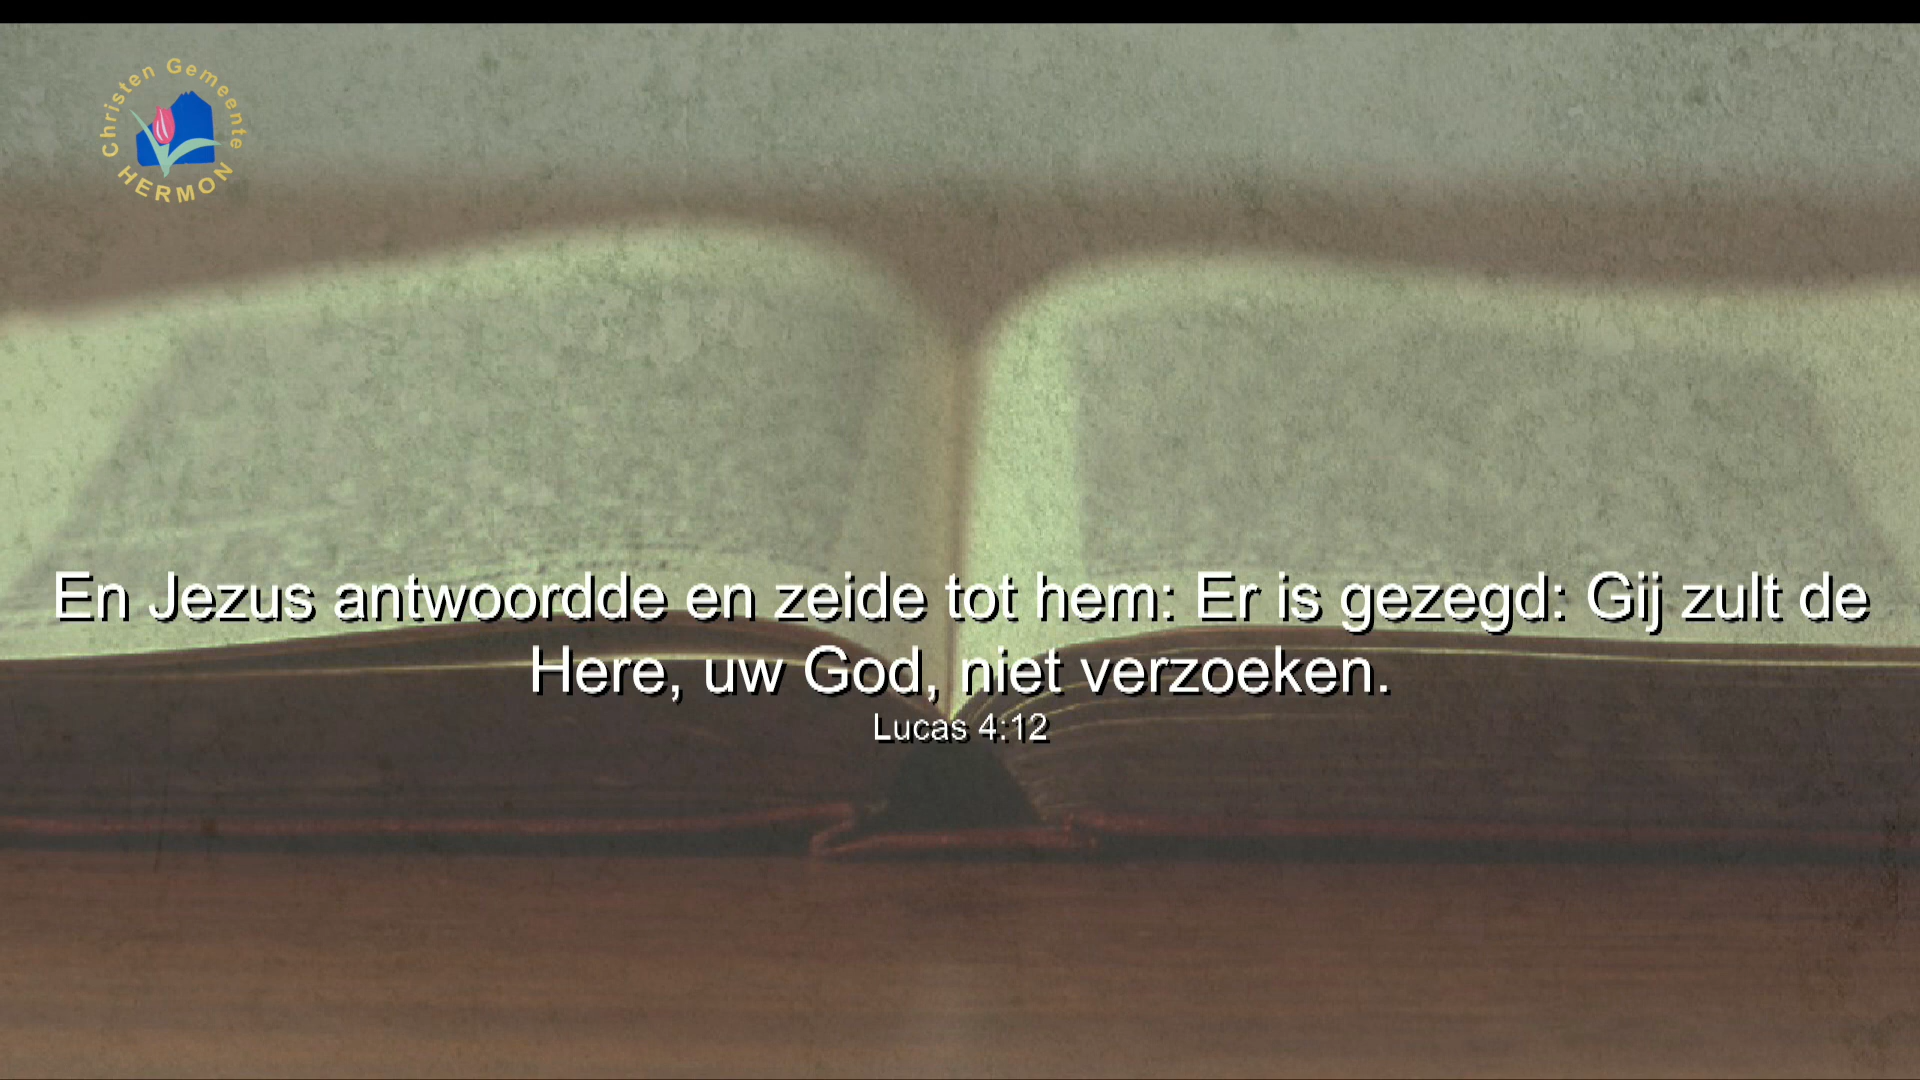 Christen Gemeente
HERMON
En Jezus antwoordde en zeide tot hem: Er is gezegd: Gij zult de
Here, uw God, niet verzoeken.
Lucas 4:12